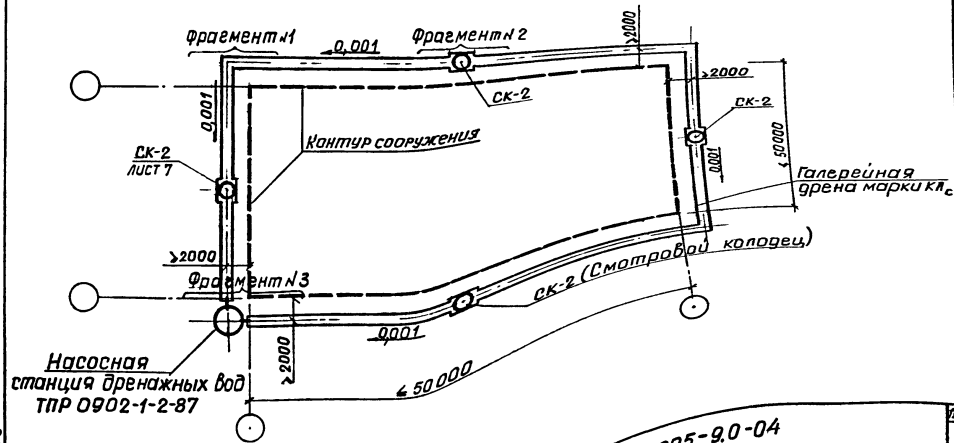 Фрагмент №1
0,001
Фрагмент №2
≥2000
СК-2
≥2000
СК-2
0,001
Контур сооружения
СК-2
лист 7
0,001
≤ 50000
Галерейная
дрена марки КЛс
≥2000
Фрагмент №3
СК-2 (Смотровой колодец)
0,001
≥2000
≤ 50000
Насосная
станция дренажных вод
ТПР 0902-1-2-87
05-9.0-04